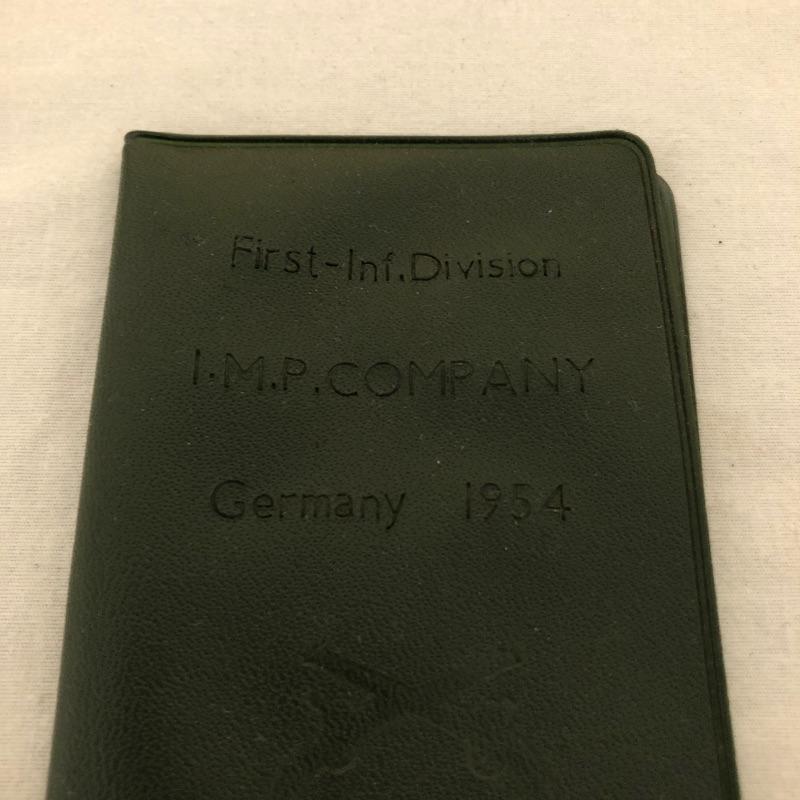 First-Inf.Division
I.M.P.COMPANY
Germany 1954